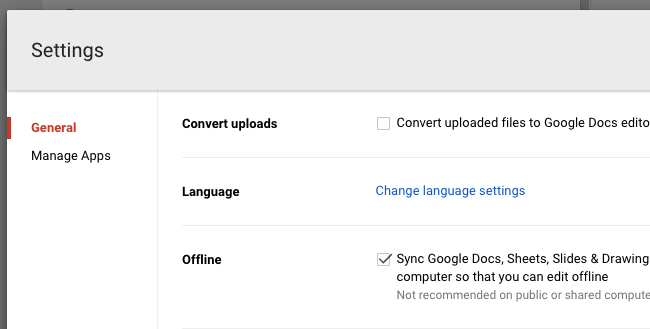 Settings
General
Manage Apps
Convert uploads
Convert uploaded files to Google Docs edito
Language
Change language settings
Offline
Sync Google Docs, Sheets, Slides & Drawing
computer so that you can edit offline
Not recommended on public or shared compute